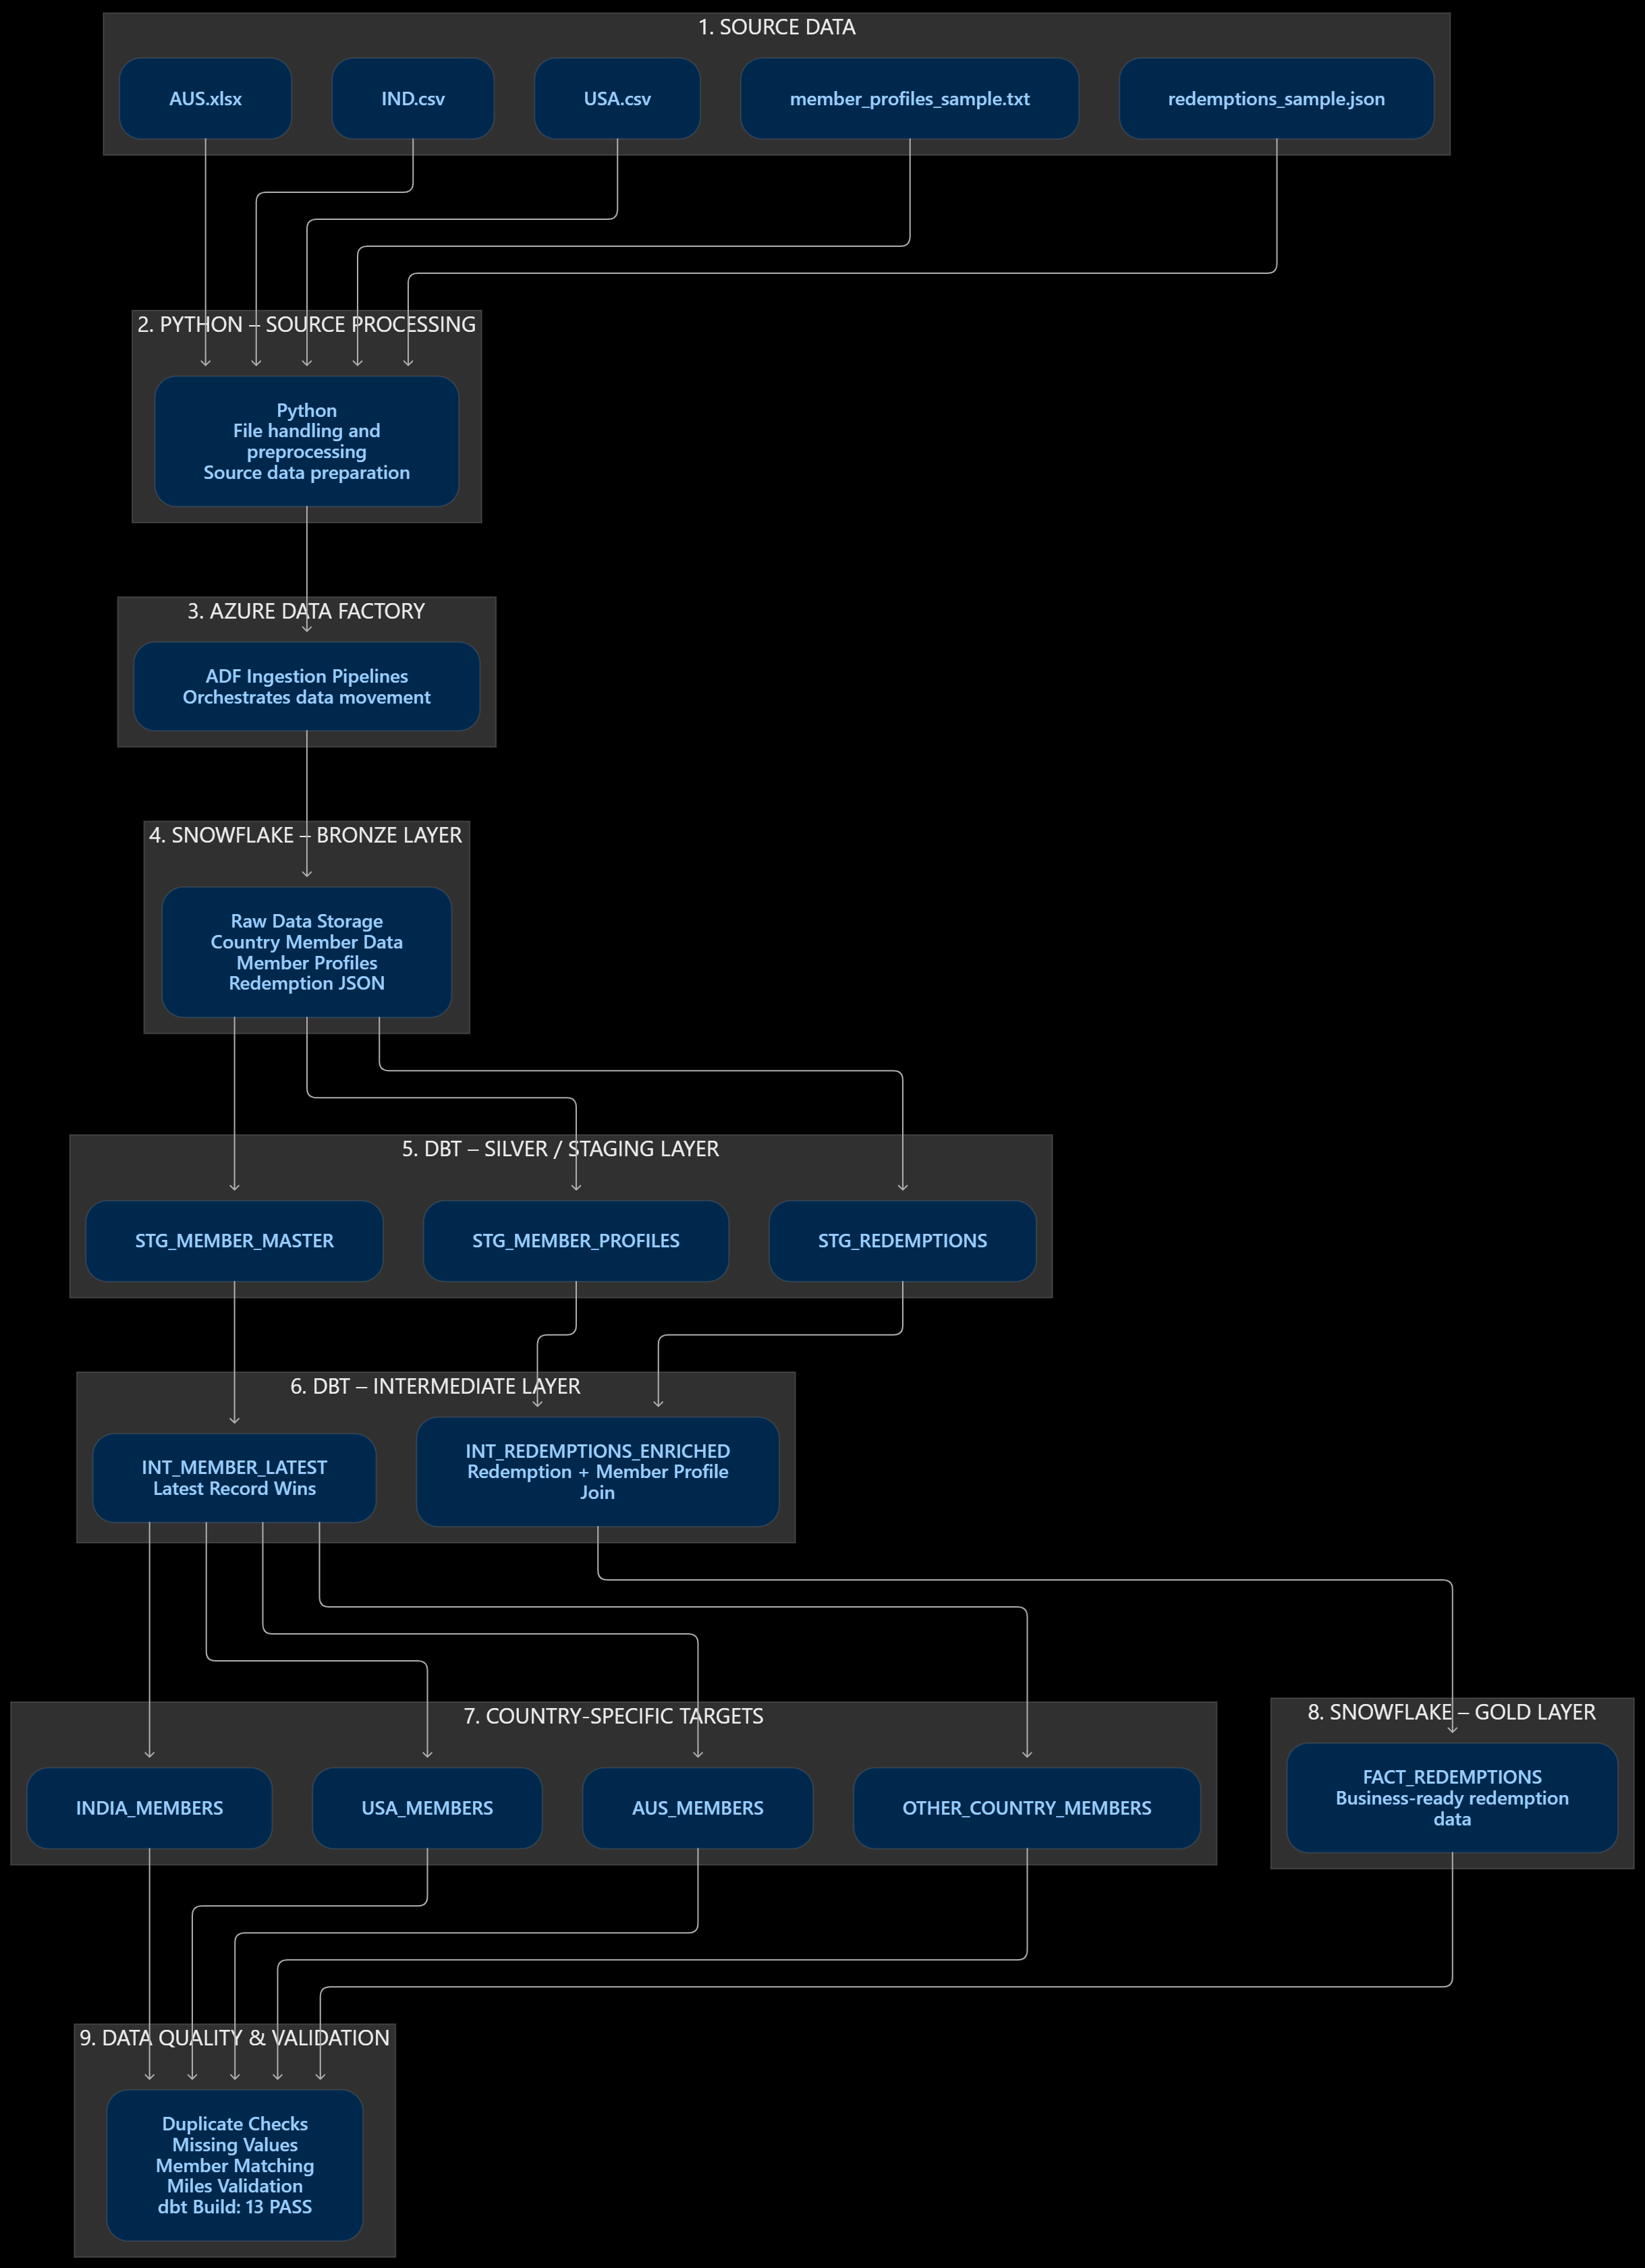 1. SOURCE DATA
AUS.xlsx
IND.csv
USA.csv
member_profiles_sample.txt
redemptions_sample.json
2. PYTHON – SOURCE PROCESSING
Python
File handling and
preprocessing
Source data preparation
3. AZURE DATA FACTORY
ADF Ingestion Pipelines
Orchestrates data movement
4. SNOWFLAKE – BRONZE LAYER
Raw Data Storage
Country Member Data
Member Profiles
Redemption JSON
5. DBT – SILVER / STAGING LAYER
STG_MEMBER_MASTER
STG_MEMBER_PROFILES
STG_REDEMPTIONS
6. DBT – INTERMEDIATE LAYER
INT_MEMBER_LATEST
Latest Record Wins
INT_REDEMPTIONS_ENRICHED
Redemption + Member Profile
Join
7. COUNTRY-SPECIFIC TARGETS
INDIA_MEMBERS
USA_MEMBERS
AUS_MEMBERS
OTHER_COUNTRY_MEMBERS
8. SNOWFLAKE – GOLD LAYER
FACT_REDEMPTIONS
Business-ready redemption
data
9. DATA QUALITY & VALIDATION
Duplicate Checks
Missing Values
Member Matching
Miles Validation
dbt Build: 13 PASS